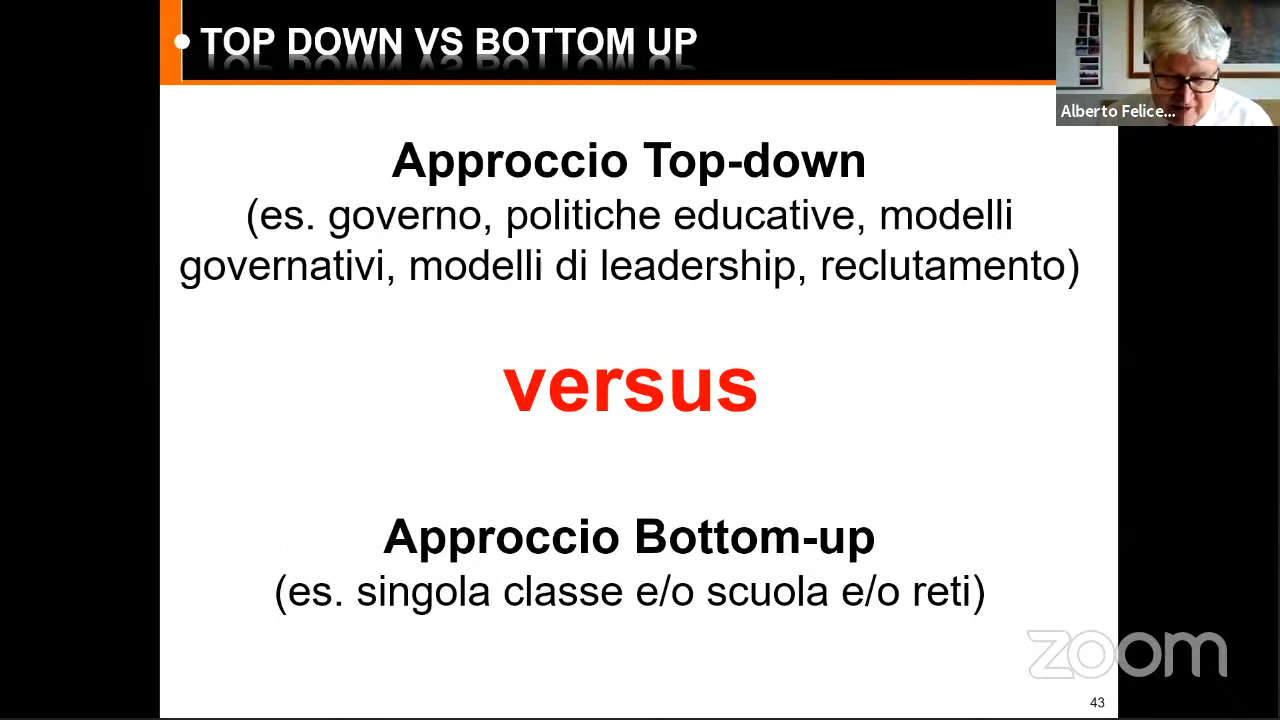 TOP DOWN VS BOTTOM UP
Alberto Felice...
Approccio Top-down
(es. governo, politiche educative, modelli
governativi, modelli di leadership, reclutamento)
versus
Approccio Bottom-up
(es. singola classe e/o scuola e/o reti)
zoom
43